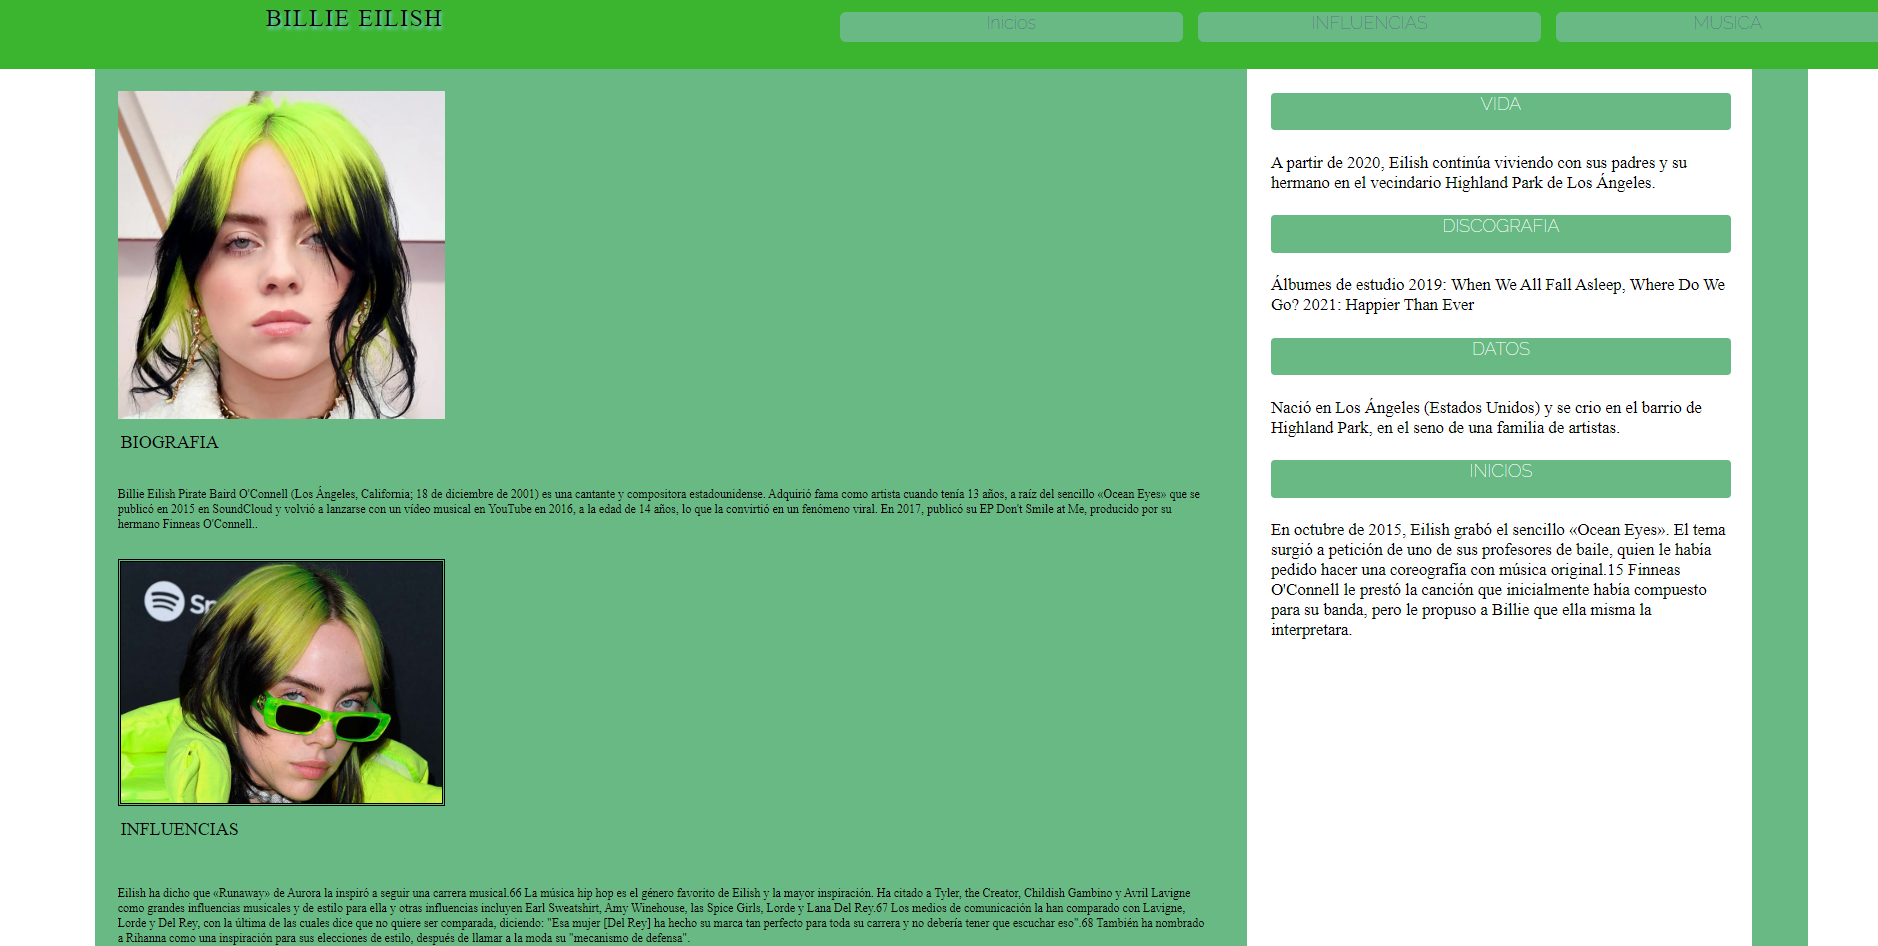 BILLIE EILISH
Inicios
INFLUENCIAS
MUSICA
BIOGRAFIA
Billie Eilish Pirate Baird O'Connell (Los Ángeles, California; 18 de diciembre de 2001) es una cantante y compositora estadounidense. Adquirió fama como artista cuando tenía 13 años, a raíz del sencillo «Ocean Eyes» que se
publicó en 2015 en SoundCloud y volvió a lanzarse con un vídeo musical en YouTube en 2016, a la edad de 14 años, lo que la convirtió en un fenómeno viral. En 2017, publicó su EP Don't Smile at Me, producido por su
hermano Finneas O'Connell..
INFLUENCIAS
Eilish ha dicho que «Runaway» de Aurora la inspiró a seguir una carrera musical.66 La música hip hop es el género favorito de Eilish y la mayor inspiración. Ha citado a Tyler, the Creator, Childish Gambino y Avril Lavigne
como grandes influencias musicales y de estilo para ella y otras influencias incluyen Earl Sweatshirt, Amy Winehouse, las Spice Girls, Lorde y Lana Del Rey.67 Los medios de comunicación la han comparado con Lavigne,
Lorde y Del Rey, con la última de las cuales dice que no quiere ser comparada, diciendo: "Esa mujer [Del Rey] ha hecho su marca tan perfecto para toda su carrera y no debería tener que escuchar eso".68 También ha nombrado
a Rihanna como una inspiración para sus elecciones de estilo, después de llamar a la moda su "mecanismo de defensa".
VIDA
A partir de 2020, Eilish continúa viviendo con sus padres y su
hermano en el vecindario Highland Park de Los Ángeles.
DISCOGRAFIA
Álbumes de estudio 2019: When We All Fall Asleep, Where Do We
Go? 2021: Happier Than Ever
DATOS
Nació en Los Ángeles (Estados Unidos) y se crio en el barrio de
Highland Park, en el seno de una familia de artistas.
INICIOS
En octubre de 2015, Eilish grabó el sencillo «Ocean Eyes». El tema
surgió a petición de uno de sus profesores de baile, quien le había
pedido hacer una coreografía con música original.15 Finneas
O'Connell le prestó la canción que inicialmente había compuesto
para su banda, pero le propuso a Billie que ella misma la
interpretara.